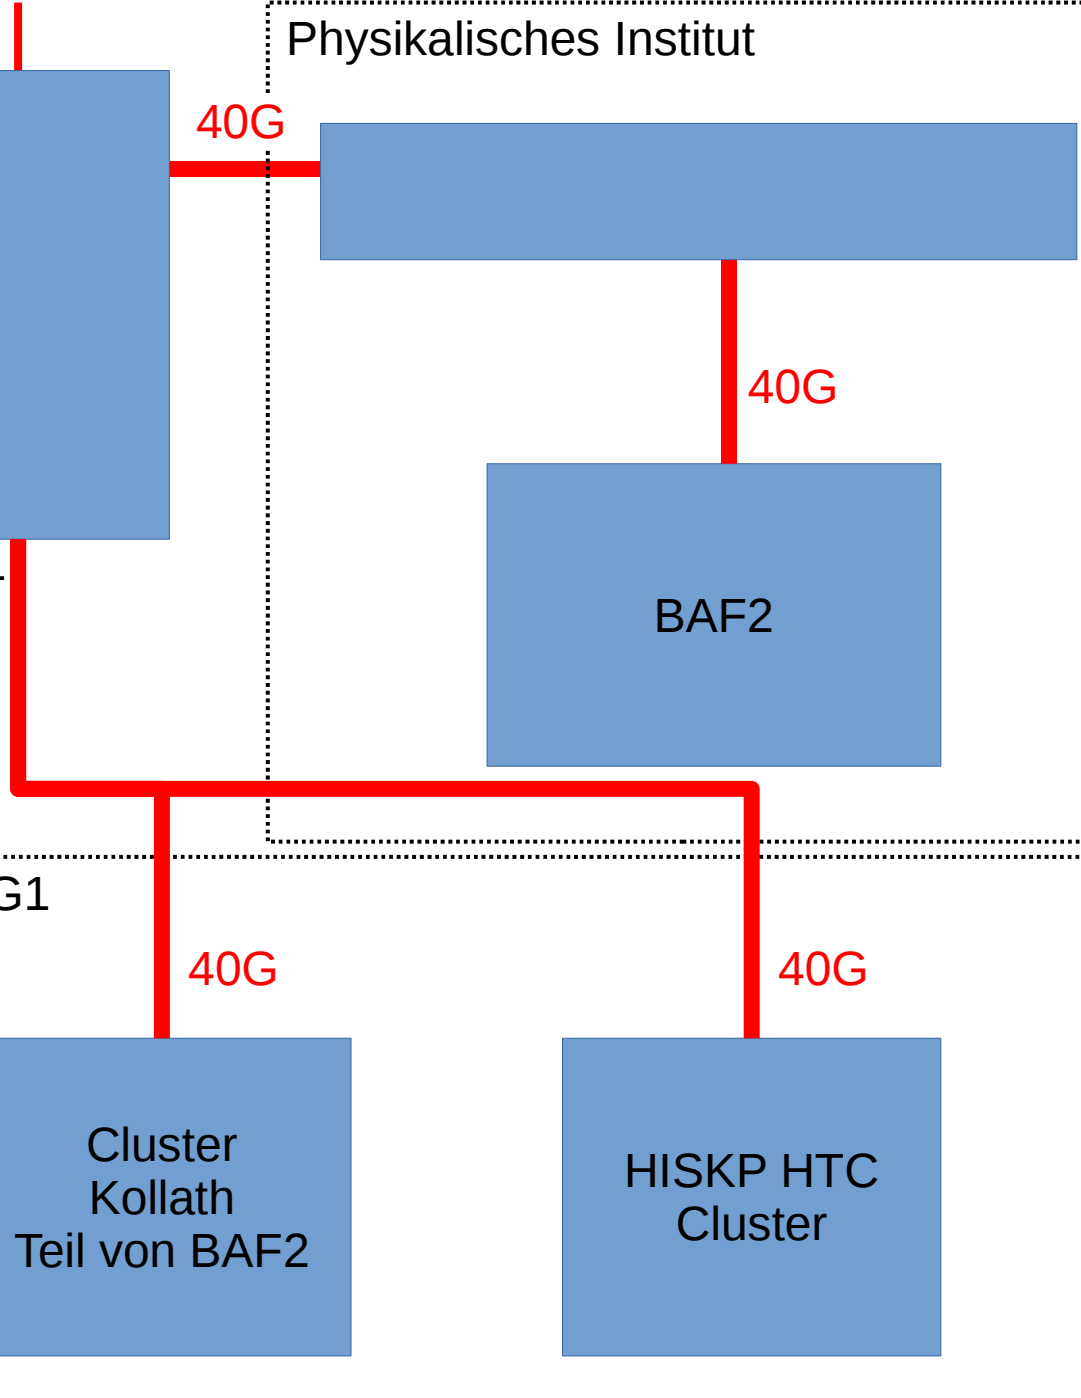 Physikalisches Institut
40G
40G
BAF2
G1
40G
40G
Cluster
Kollath
Teil von BAF2
HISKP HTC
Cluster